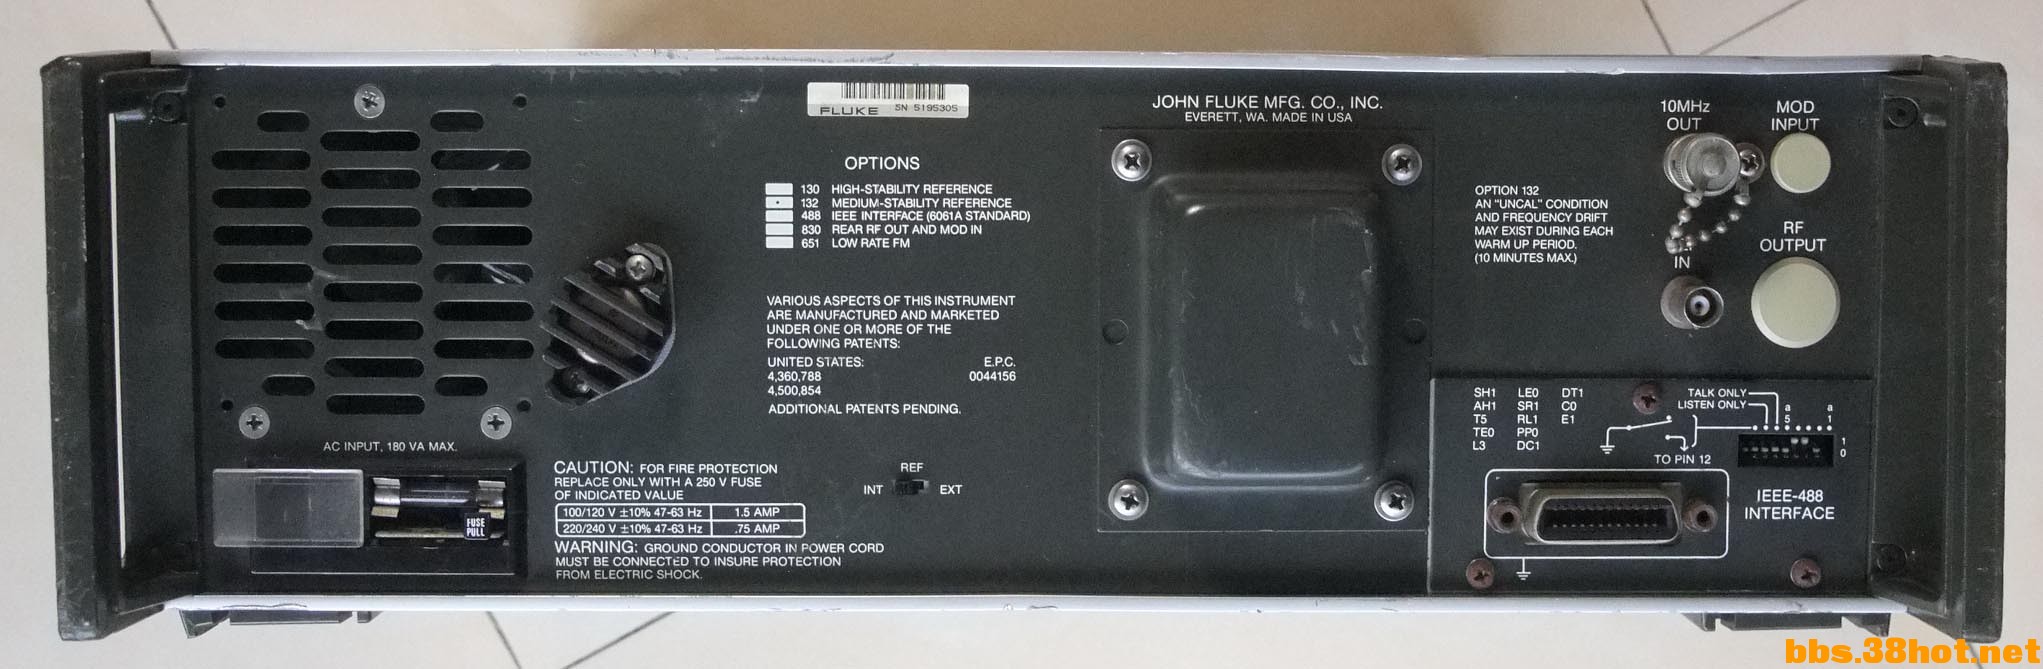 FLUKE SN 5195305
JOHN FLUKE MFG. CO., INC.
EVERETT, WA. MADE IN USA
OPTIONS
130 HIGH-STABILITY REFERENCE
132 MEDIUM-STABILITY REFERENCE
488 IEEE INTERFACE (6061A STANDARD)
830 REAR RF OUT AND MOD IN
651 LOW RATE FM
VARIOUS ASPECTS OF THIS INSTRUMENT
ARE MANUFACTURED AND MARKETED
UNDER ONE OR MORE OF THE
FOLLOWING PATENTS:
UNITED STATES: E.P.C.
4,360,788 0044156
4,500,854
ADDITIONAL PATENTS PENDING.
10MHz
OUT
MOD
INPUT
OPTION 132
AN "UNCAL" CONDITION
AND FREQUENCY DRIFT
MAY EXIST DURING EACH
WARM UP PERIOD.
(10 MINUTES MAX.)
IN
RF
OUTPUT
AC INPUT, 180 VA MAX.
FUSE
PULL
CAUTION: FOR FIRE PROTECTION
REPLACE ONLY WITH A 250 V FUSE
OF INDICATED VALUE
100/120 V ±10% 47-63 Hz 1.5 AMP
220/240 V ±10% 47-63 Hz .75 AMP
WARNING: GROUND CONDUCTOR IN POWER CORD
MUST BE CONNECTED TO INSURE PROTECTION
FROM ELECTRIC SHOCK.
REF
INT EXT
SH1 LE0 DT1
AH1 SR1 C0
T5 RL1 E1
TE0 PP0
L3 DC1
TALK ONLY
LISTEN ONLY
a a
5 1
1
0
TO PIN 12
IEEE-488
INTERFACE
bbs.38hot.net